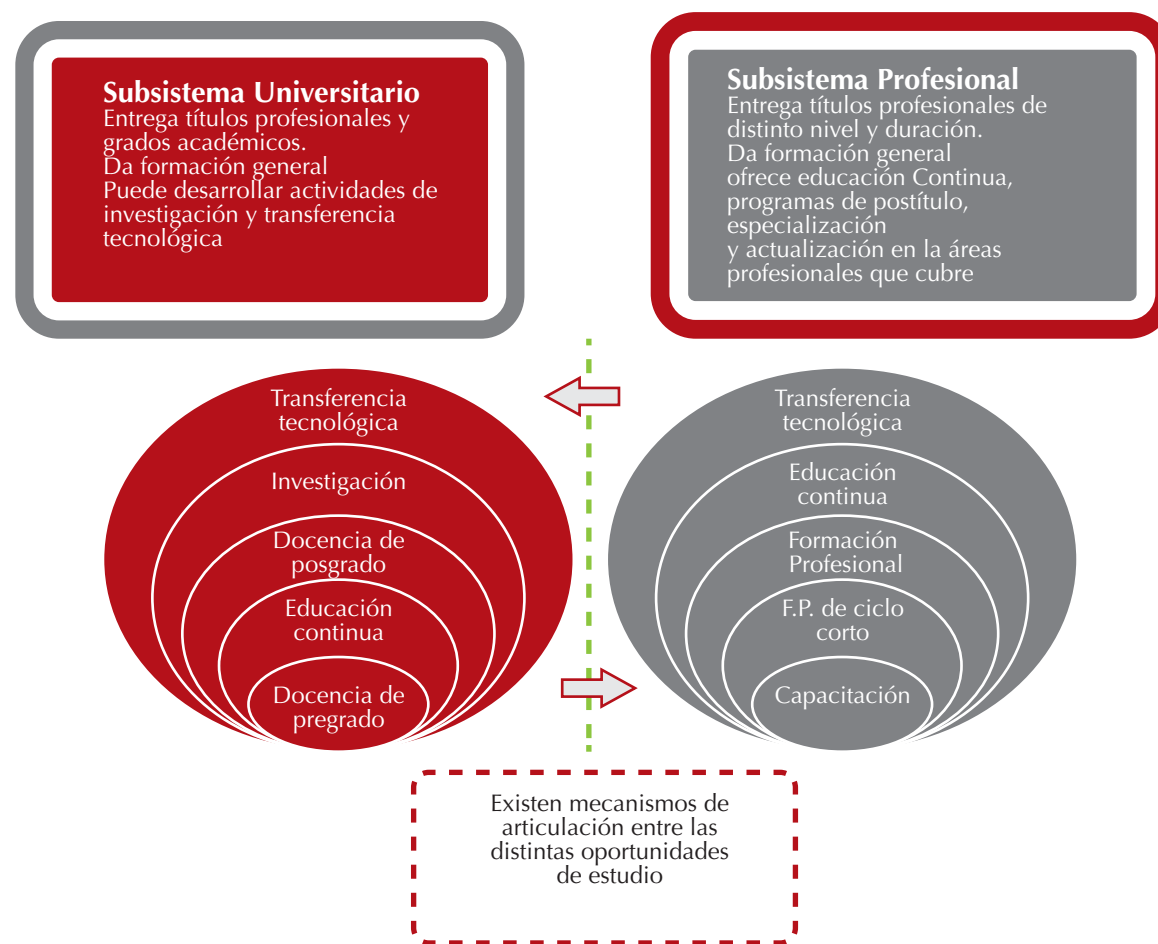 Subsistema Universitario
Entrega títulos profesionales y
grados académicos.
Da formación general
Puede desarrollar actividades de
investigación y transferencia
tecnológica
Subsistema Profesional
Entrega títulos profesionales de
distinto nivel y duración.
Da formación general
ofrece educación Continua,
programas de postítulo,
especialización
y actualización en la áreas
profesionales que cubre
Transferencia
tecnológica
Investigación
Docencia de
posgrado
Educación
continua
Docencia de
pregrado
Transferencia
tecnológica
Educación
continua
Formación
Profesional
F.P. de ciclo
corto
Capacitación
Existen mecanismos de
articulación entre las
distintas oportunidades
de estudio